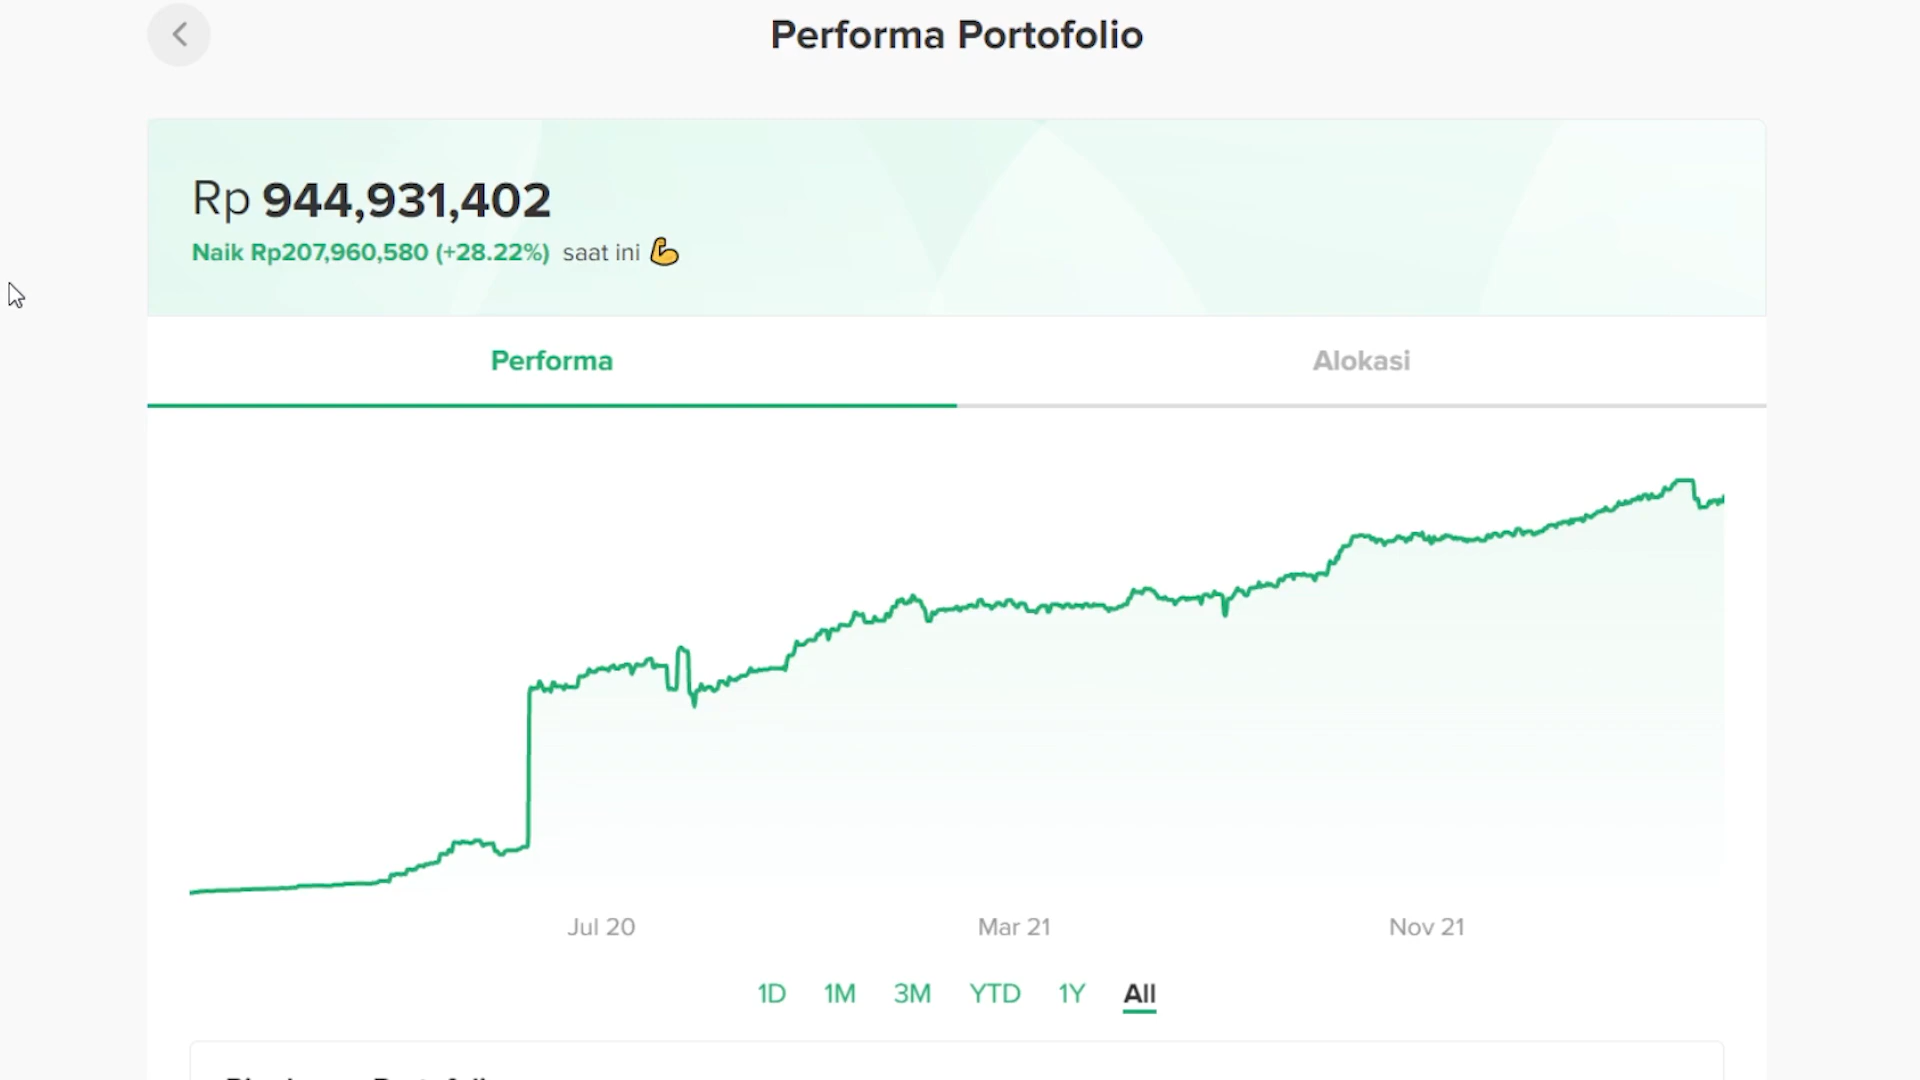 Performa Portofolio
Rp 944,931,402
Naik Rp207,960,580 (+28.22%) saat ini
Performa
Alokasi
Jul 20
Mar 21
Nov 21
1D
1M
3M
YTD
1Y
All